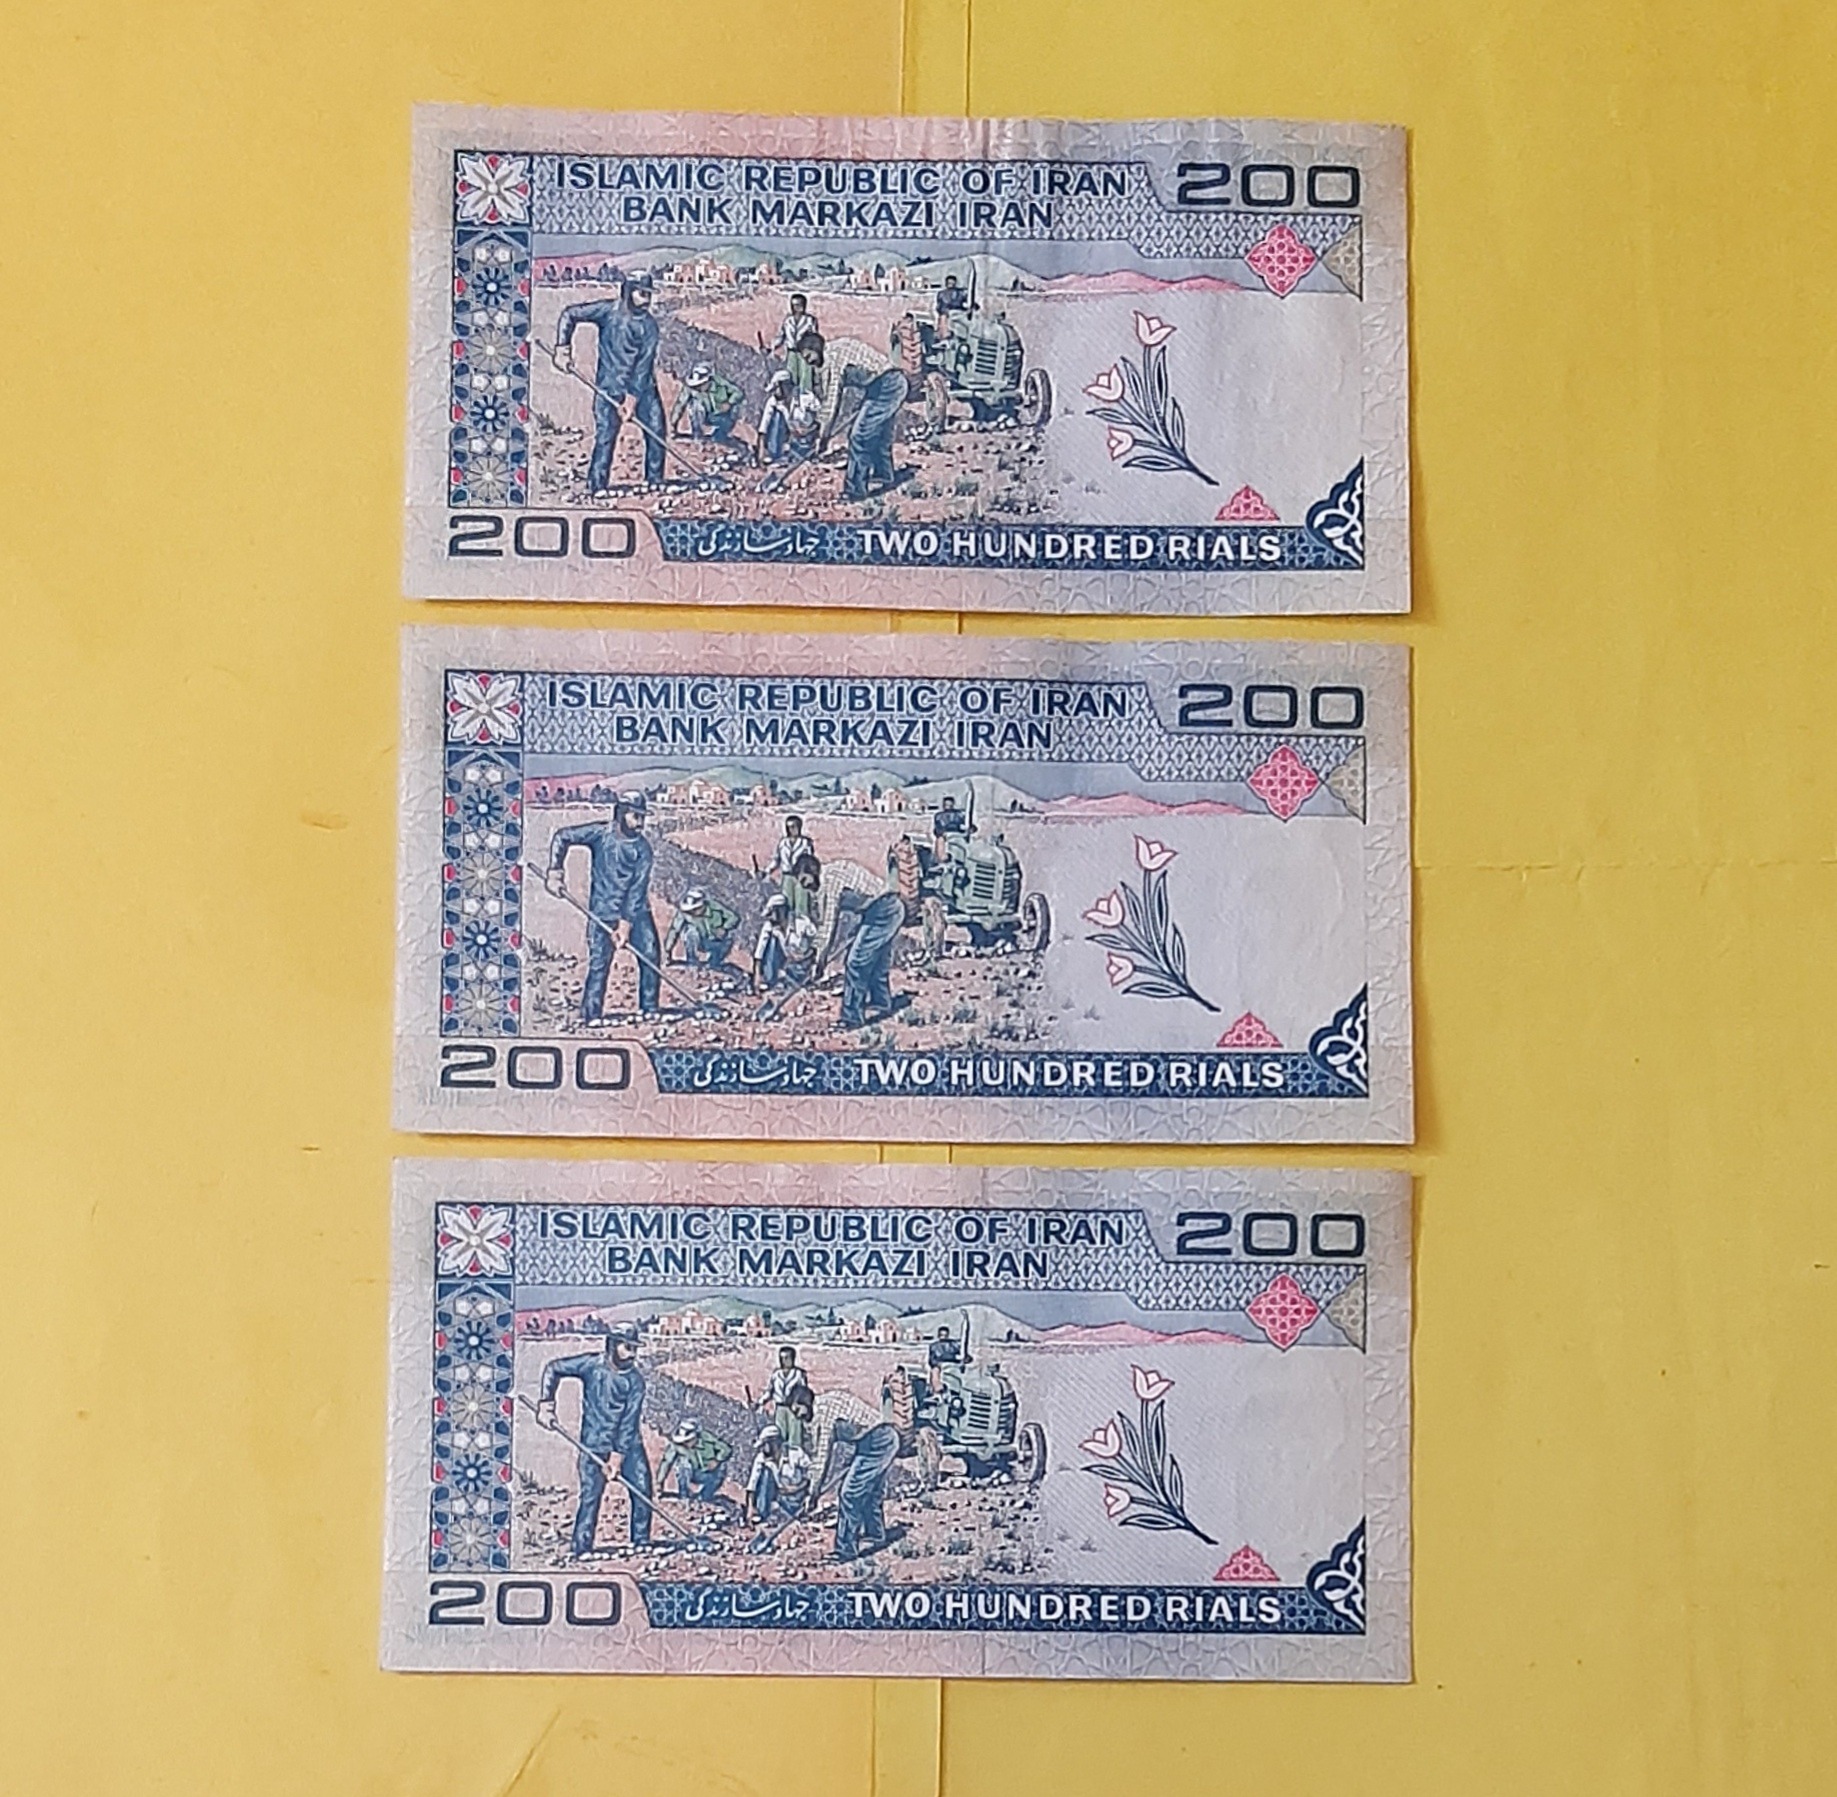 ISLAMIC REPUBLIC OF IRAN 200
BANK MARKAZI IRAN
200 جهاد سازندگی TWO HUNDRED RIALS
ISLAMIC REPUBLIC OF IRAN 200
BANK MARKAZI IRAN
200 جهاد سازندگی TWO HUNDRED RIALS
ISLAMIC REPUBLIC OF IRAN 200
BANK MARKAZI IRAN
200 جهاد سازندگی TWO HUNDRED RIALS